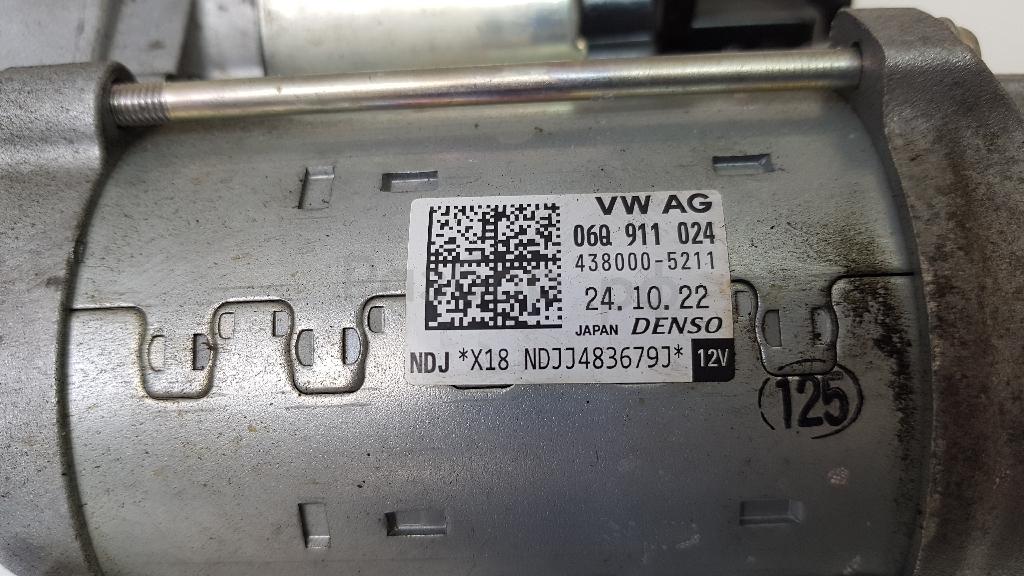 VW AG
06Q 911 024
438000-5211
24.10.22
JAPAN DENSO
NDJ *X18 NDJJ483679J* 12V
125